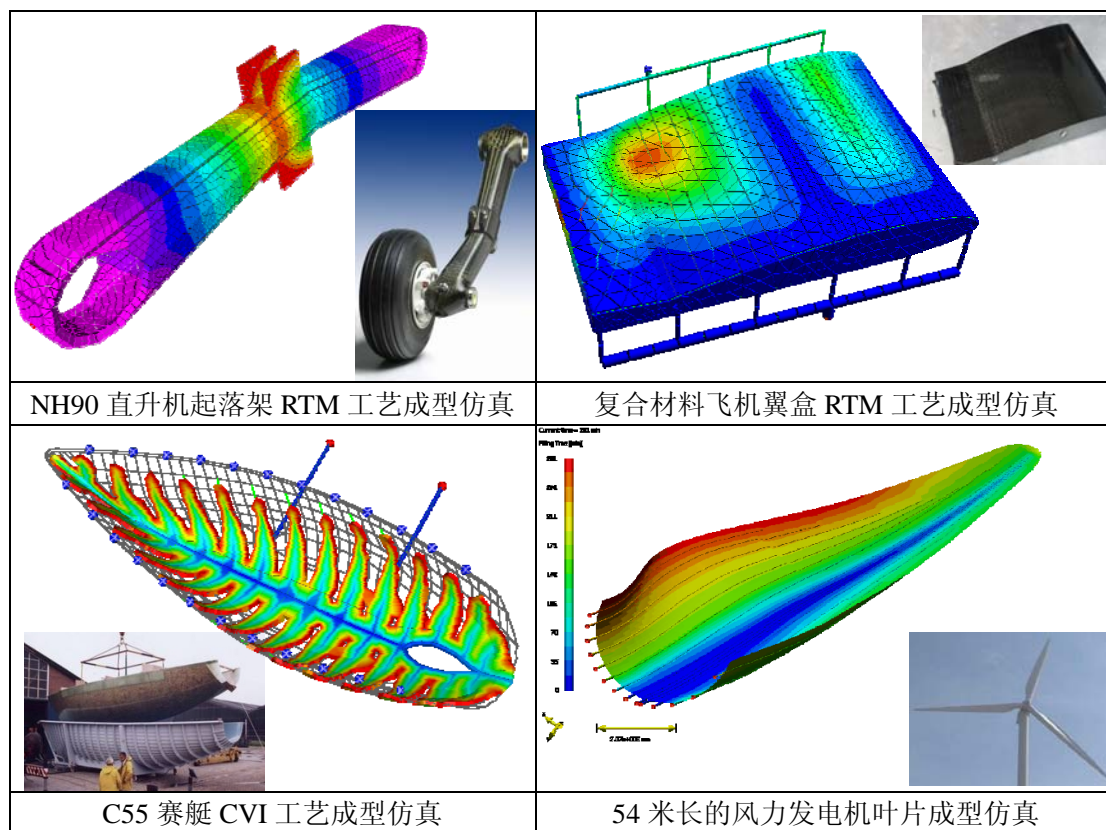 NH90 直升机起落架 RTM 工艺成型仿真
复合材料飞机翼盒 RTM 工艺成型仿真
35
0
C55 赛艇 CVI 工艺成型仿真
54 米长的风力发电机叶片成型仿真